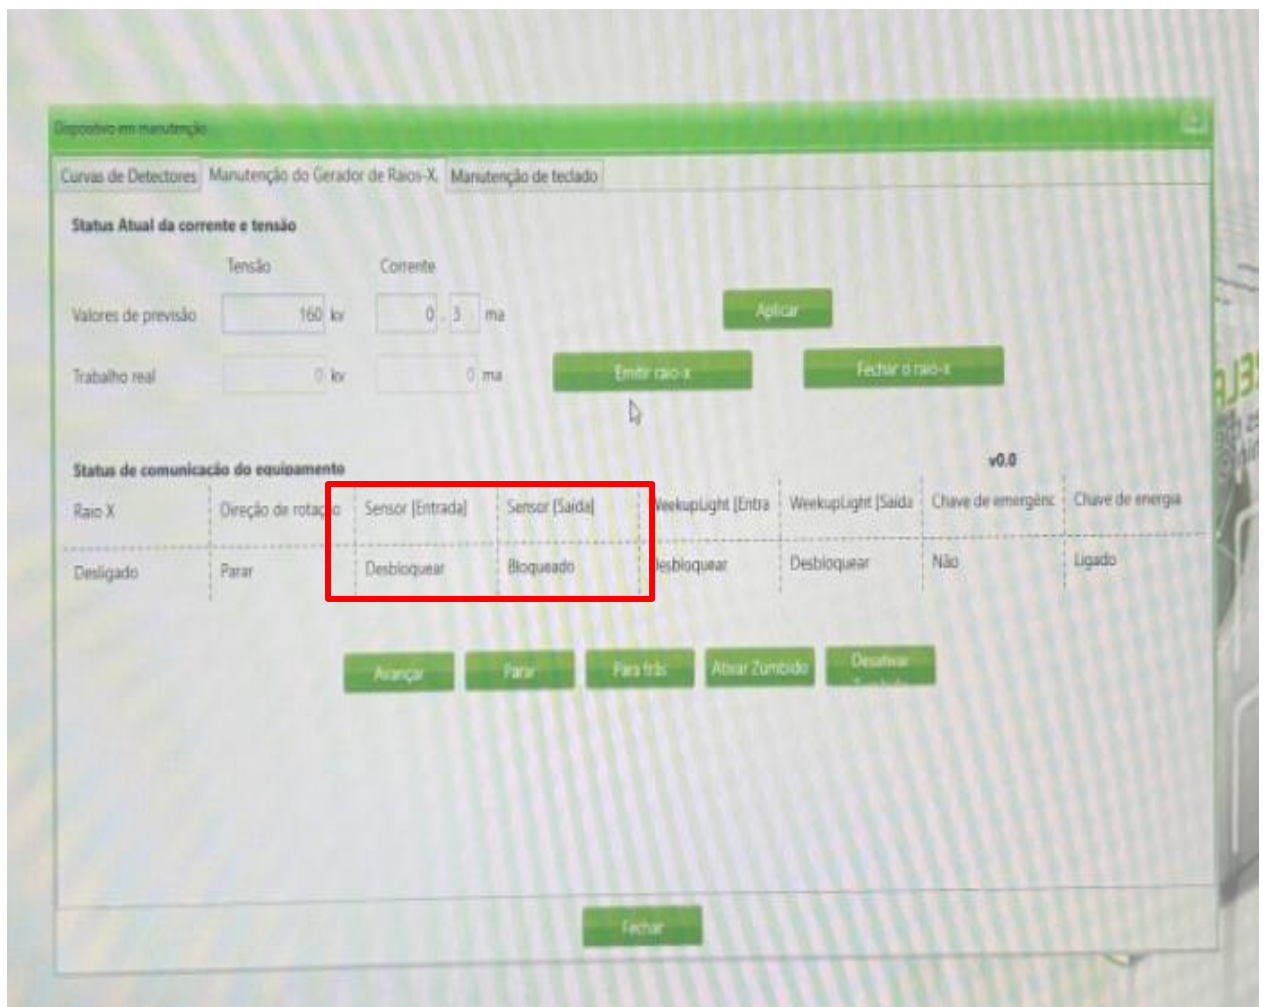 Dispositivo em manutenção
Curvas de Detectores Manutenção do Gerador de Raios-X, Manutenção de teclado
Status Atual da corrente e tensão
Tensão Corrente
Valores de previsão 160 kv 0 . 3 ma Aplicar
Trabalho real 0 kv 0 ma Emitir raio-x Fechar o raio-x
v0.0
Status de comunicação do equipamento
Raio X Direção de rotação Sensor [Entrada] Sensor [Saída] WeekupLight [Entra WeekupLight [Saída Chave de emergênc Chave de energia
Desligado Parar Desbloquear Bloqueado Desbloquear Desbloquear Não Ligado
Avançar Parar Para trás Ativar Zumbido Desativar
Fechar